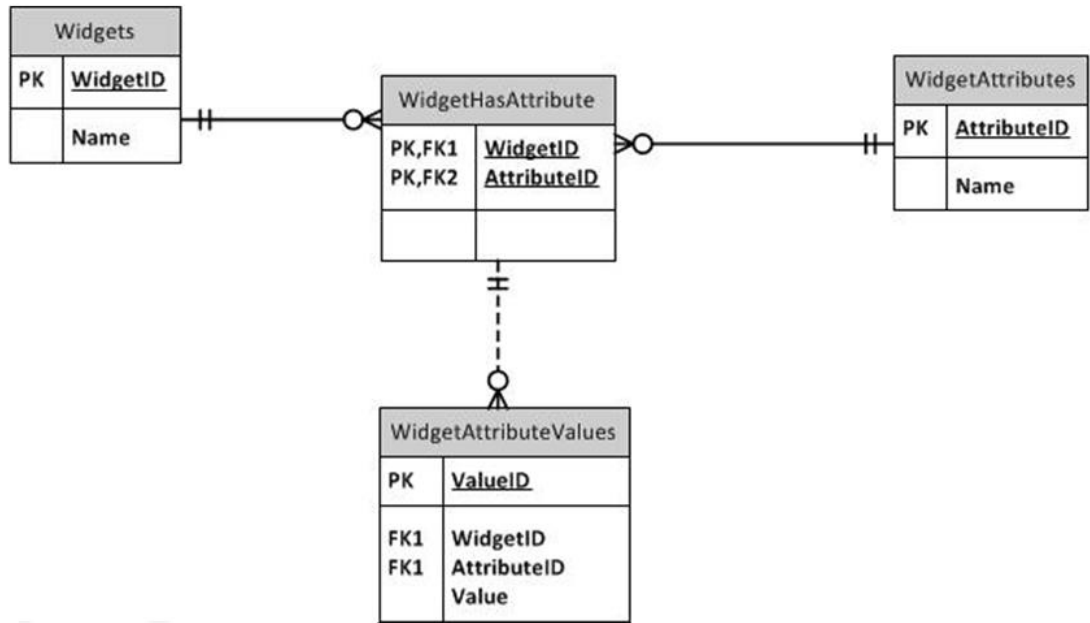 Widgets
PK WidgetID
Name
WidgetHasAttribute
PK,FK1 WidgetID
PK,FK2 AttributeID
WidgetAttributes
PK AttributeID
Name
WidgetAttributeValues
PK ValueID
FK1 WidgetID
FK1 AttributeID
Value